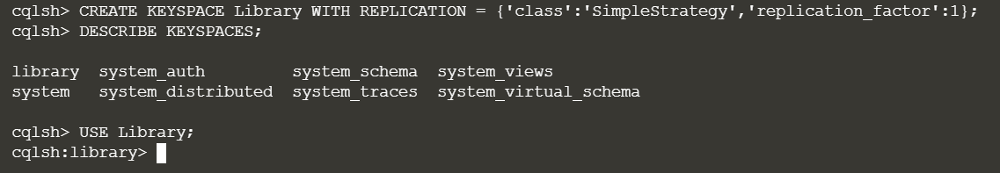 cqlsh> CREATE KEYSPACE Library WITH REPLICATION = {'class':'SimpleStrategy','replication_factor':1};
cqlsh> DESCRIBE KEYSPACES;
library  system_auth         system_schema  system_views
system   system_distributed  system_traces  system_virtual_schema
cqlsh> USE Library;
cqlsh:library>